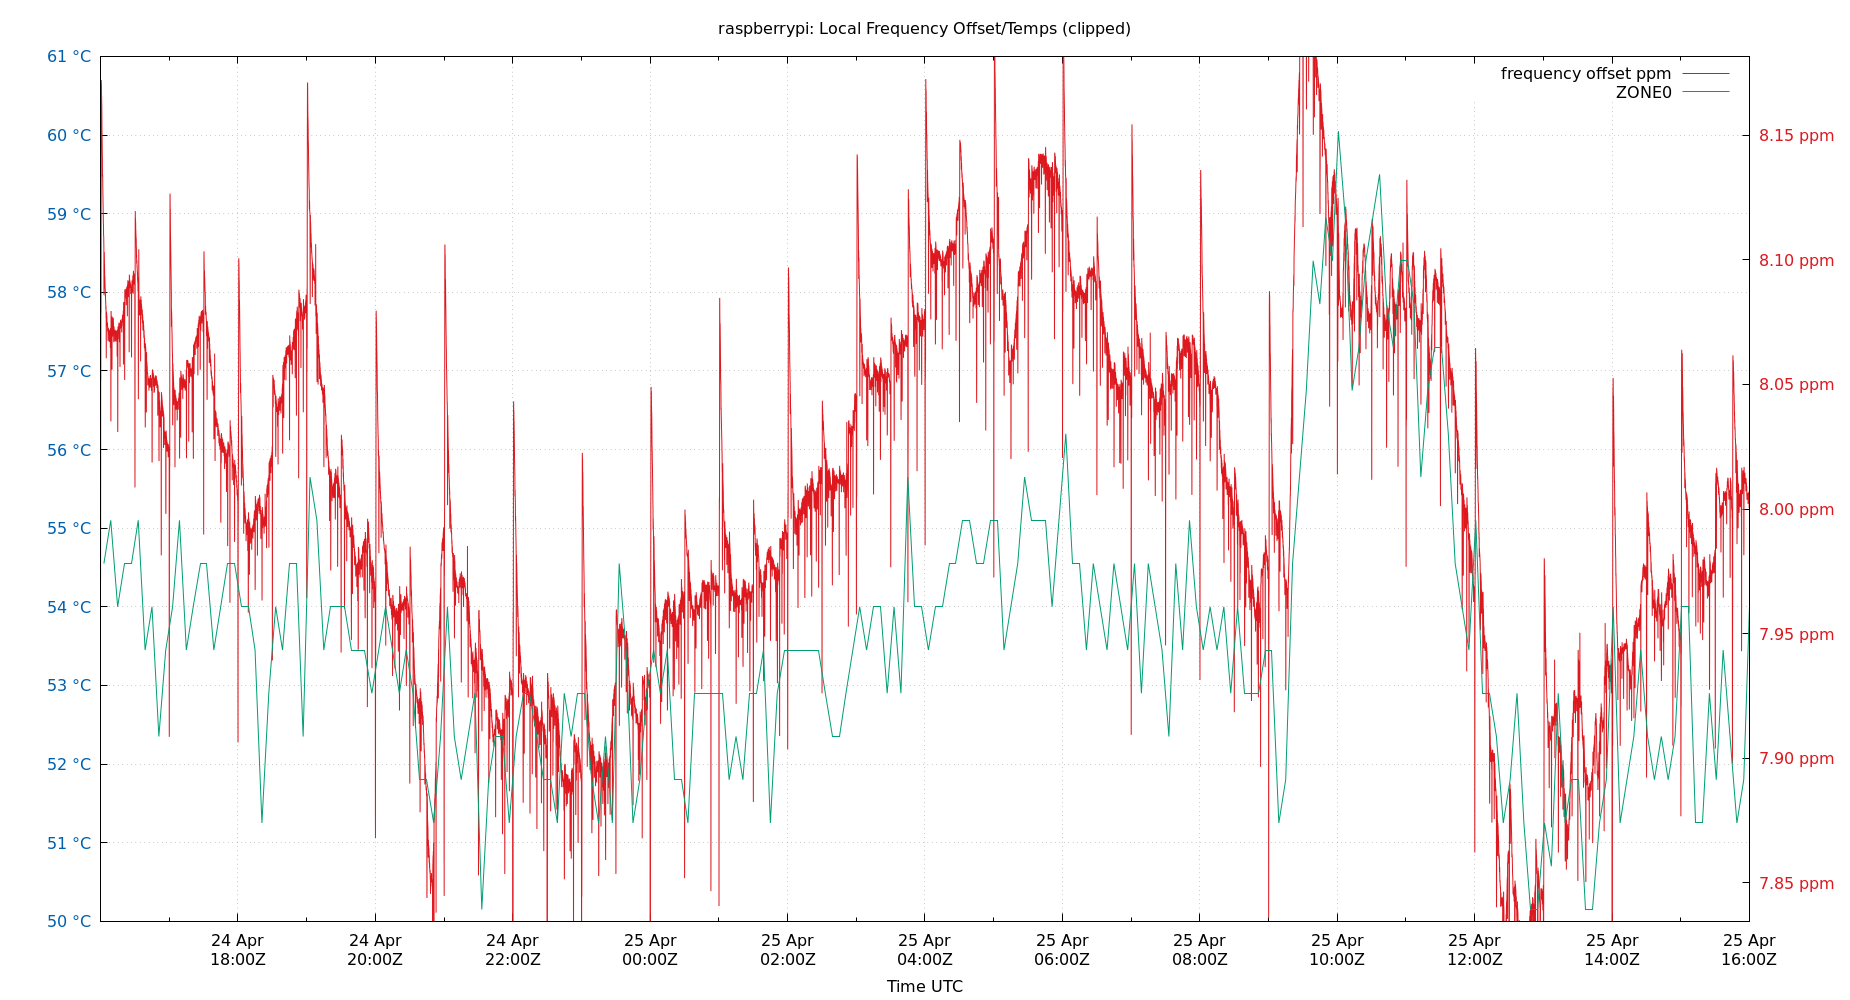 raspberrypi: Local Frequency Offset/Temps (clipped)
frequency offset ppm
ZONE0
61 °C
60 °C
59 °C
58 °C
57 °C
56 °C
55 °C
54 °C
53 °C
52 °C
51 °C
50 °C
8.15 ppm
8.10 ppm
8.05 ppm
8.00 ppm
7.95 ppm
7.90 ppm
7.85 ppm
24 Apr
18:00Z
24 Apr
20:00Z
24 Apr
22:00Z
25 Apr
00:00Z
25 Apr
02:00Z
25 Apr
04:00Z
25 Apr
06:00Z
25 Apr
08:00Z
25 Apr
10:00Z
25 Apr
12:00Z
25 Apr
14:00Z
25 Apr
16:00Z
Time UTC